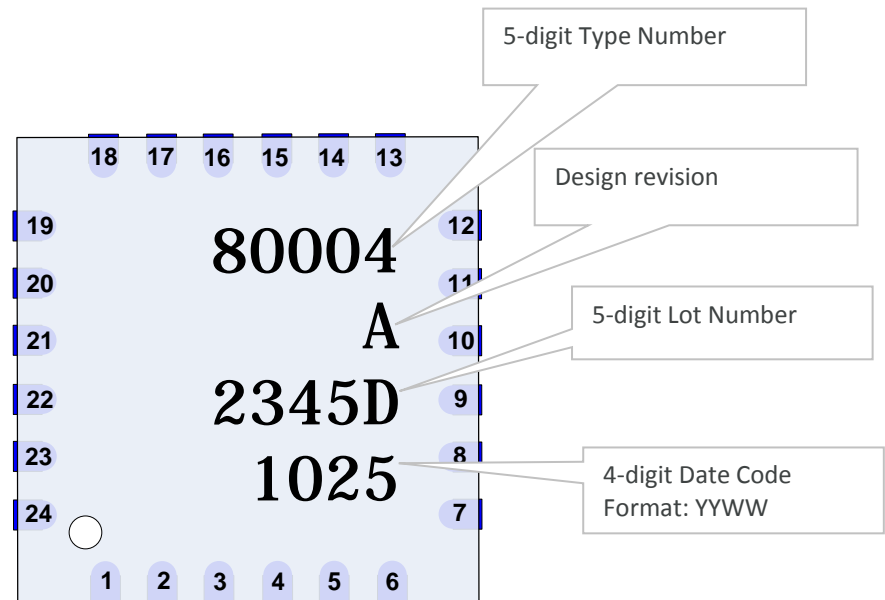 5-digit Type Number
18 17 16 15 14 13
Design revision
19 12
80004
20 11
5-digit Lot Number
A
21 10
2345D
22 9
23 8
1025
4-digit Date Code
Format: YYWW
24 7
1 2 3 4 5 6